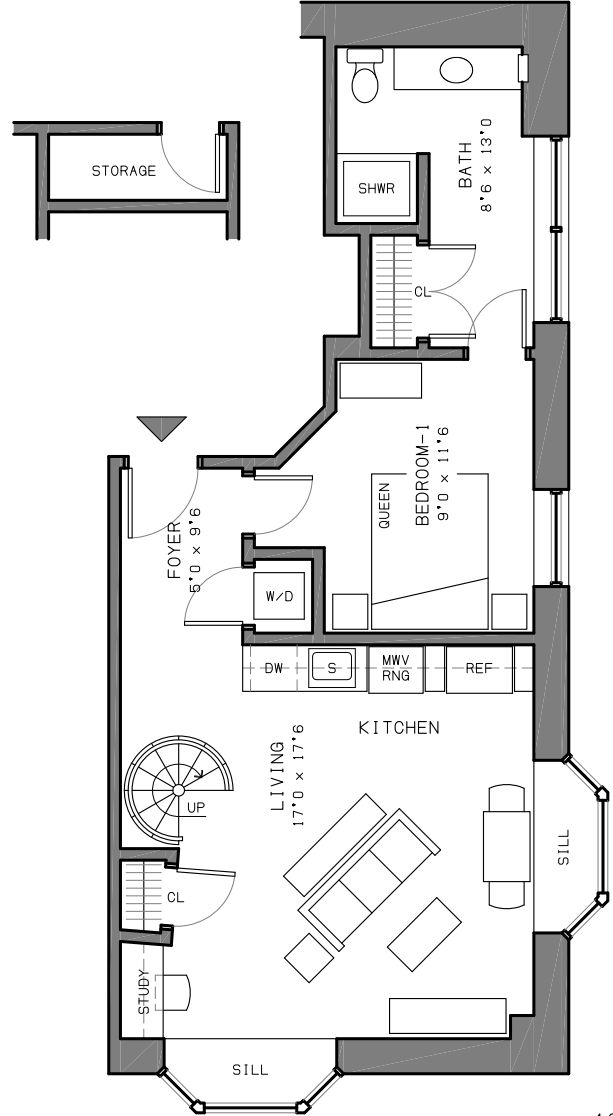 BATH
8'6 x 13'0
STORAGE
SHWR
CL
BEDROOM-1
9'0 x 11'6
QUEEN
FOYER
5'0 x 9'6
W/D
DW
S
MWV
RNG
REF
KITCHEN
LIVING
17'0 x 17'6
UP
SILL
CL
STUDY
SILL